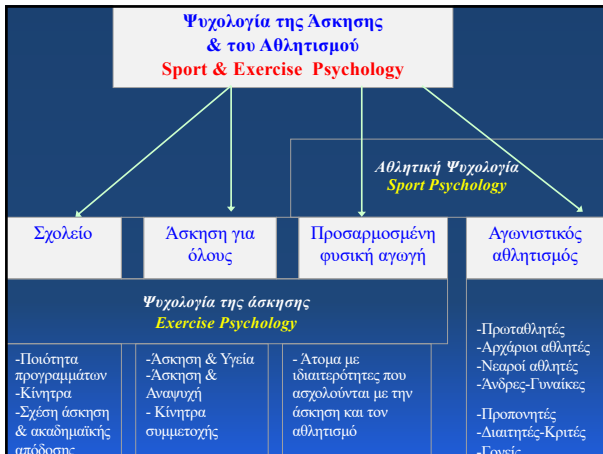 Ψυχολογία της Άσκησης
& του Αθλητισμού
Sport & Exercise Psychology
Αθλητική Ψυχολογία
Sport Psychology
Σχολείο
Άσκηση για
όλους
Προσαρμοσμένη
φυσική αγωγή
Αγωνιστικός
αθλητισμός
Ψυχολογία της άσκησης
Exercise Psychology
-Ποιότητα
προγραμμάτων
-Κίνητρα
-Σχέση άσκηση
& ακαδημαϊκής
απόδοσης
-Άσκηση & Υγεία
-Άσκηση &
Αναψυχή
- Κίνητρα
συμμετοχής
- Άτομα με
ιδιαιτερότητες που
ασχολούνται με την
άσκηση και τον
αθλητισμό
-Πρωταθλητές
-Αρχάριοι αθλητές
-Νεαροί αθλητές
-Άνδρες-Γυναίκες
-Προπονητές
-Διαιτητές-Κριτές
-Γονείς